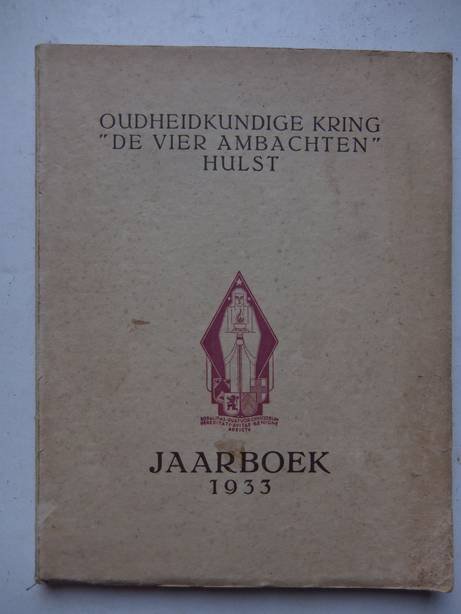 OUDHEIDKUNDIGE KRING
"DE VIER AMBACHTEN"
HULST
JAARBOEK
1933